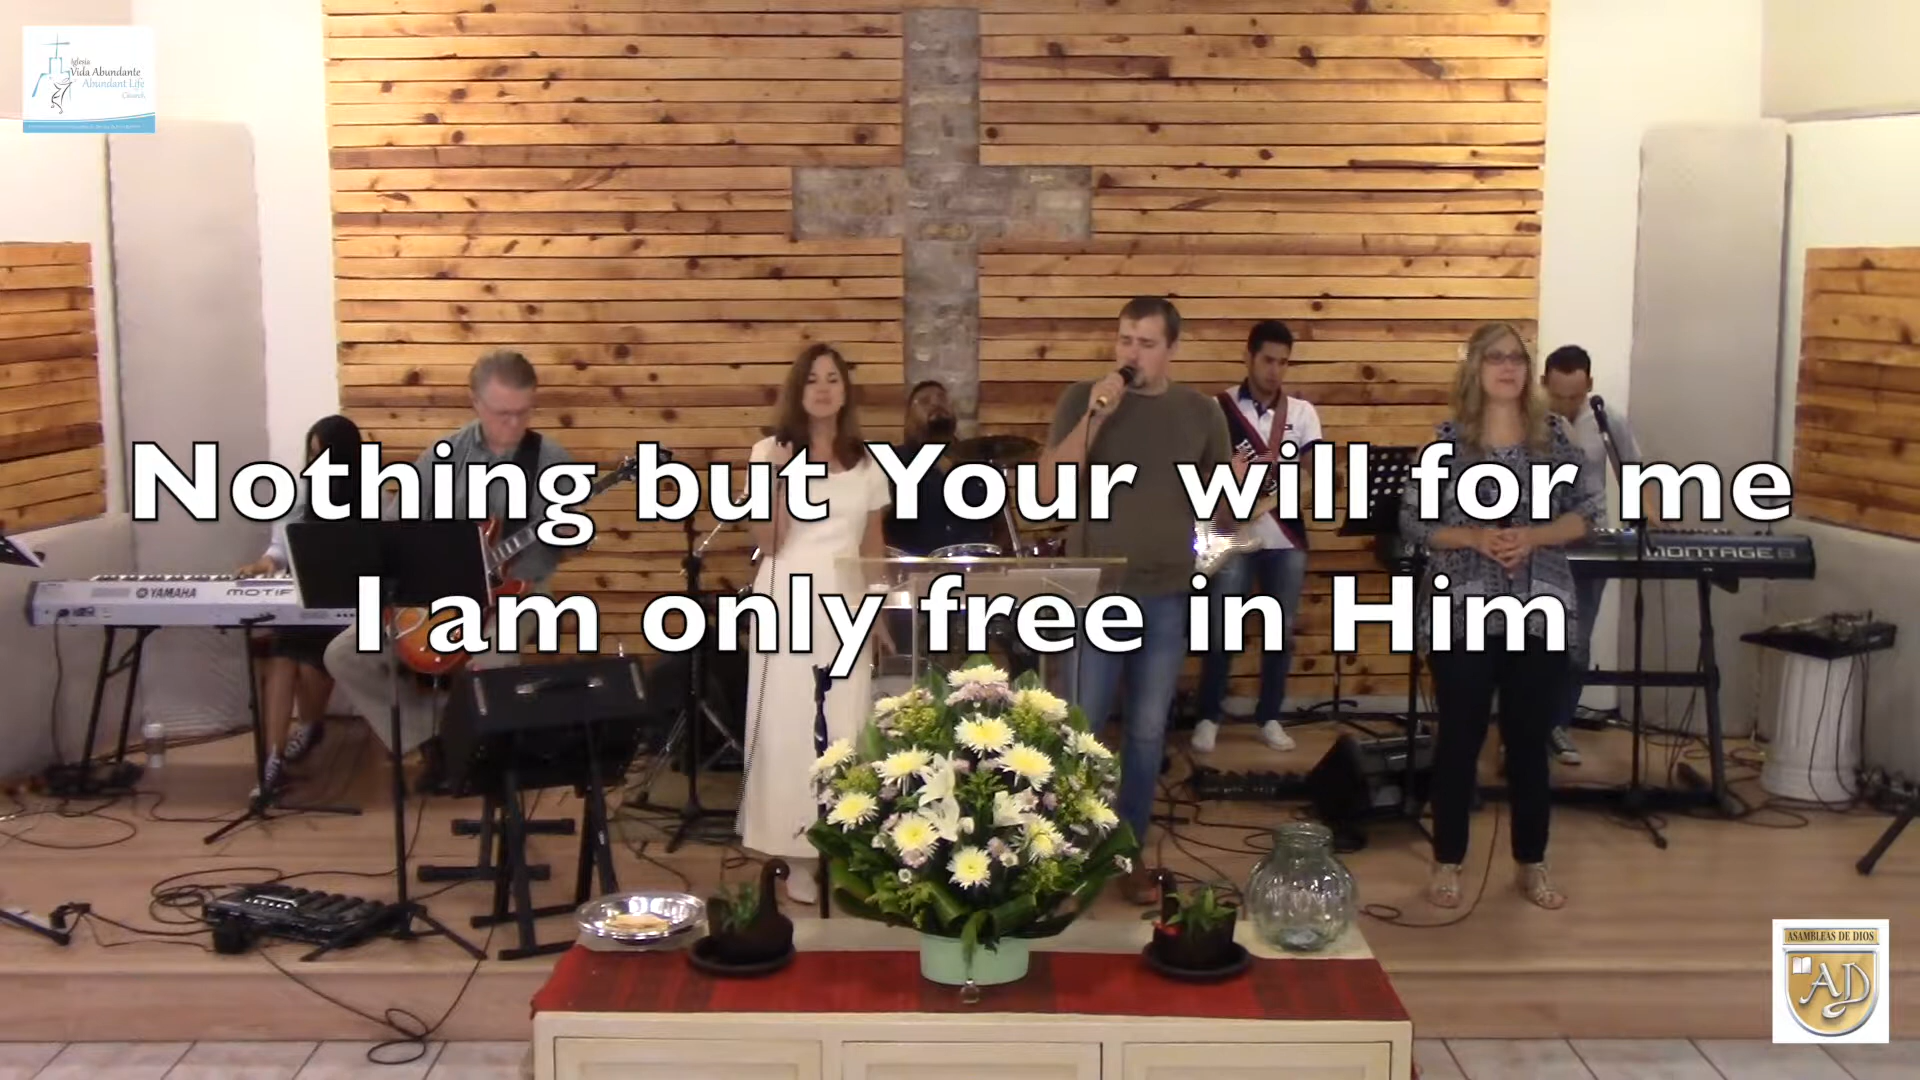 Iglesia
Vida Abundante
Abundant Life
Church
Nothing but Your will for me
I am only free in Him
YAMAHA
MOTIF
MONTAGE8
ASAMBLEAS DE DIOS
AD